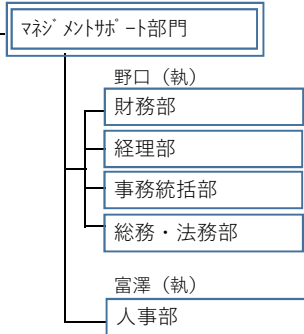 ﾏﾈｼﾞﾒﾝﾄｻﾎﾟｰﾄ部門
野口（執）
財務部
経理部
事務統括部
総務・法務部
富澤（執）
人事部